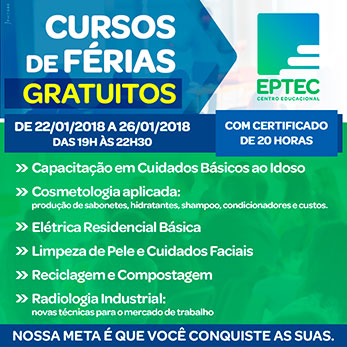 CURSOS
DE FÉRIAS
GRATUITOS
EPTEC
CENTRO EDUCACIONAL
DE 22/01/2018 A 26/01/2018
DAS 19H ÀS 22H30
COM CERTIFICADO
DE 20 HORAS
>> Capacitação em Cuidados Básicos ao Idoso
>> Cosmetologia aplicada:
produção de sabonetes, hidratantes, shampoo, condicionadores e custos.
>> Elétrica Residencial Básica
>> Limpeza de Pele e Cuidados Faciais
>> Reciclagem e Compostagem
>> Radiologia Industrial:
novas técnicas para o mercado de trabalho
NOSSA META É QUE VOCÊ CONQUISTE AS SUAS.